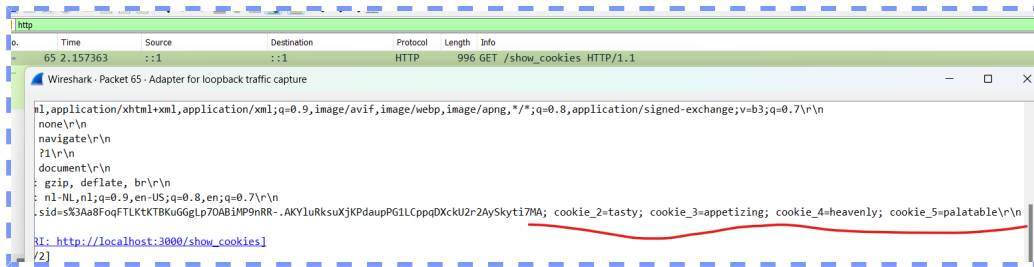 http
o. Time Source Destination Protocol Length Info
65 2.157363 ::1 ::1 HTTP 996 GET /show_cookies HTTP/1.1
Wireshark · Packet 65 · Adapter for loopback traffic capture
ml,application/xhtml+xml,application/xml;q=0.9,image/avif,image/webp,image/apng,*/*;q=0.8,application/signed-exchange;v=b3;q=0.7\r\n
none\r\n
navigate\r\n
?1\r\n
document\r\n
: gzip, deflate, br\r\n
: nl-NL,nl;q=0.9,en-US;q=0.8,en;q=0.7\r\n
.sid=s%3Aa8FoqFTLKtKTBKuGGgLp7OABiMP9nRR-.AKYluRksuXjKPdaupPG1LCppqDXckU2r2AySkyti7MA; cookie_2=tasty; cookie_3=appetizing; cookie_4=heavenly; cookie_5=palatable\r\n
RI: http://localhost:3000/show_cookies]
/2]